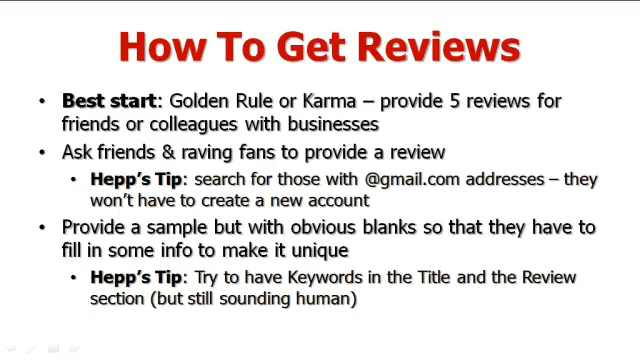 How To Get Reviews
• Best start: Golden Rule or Karma – provide 5 reviews for
friends or colleagues with businesses
• Ask friends & raving fans to provide a review
• Hepp's Tip: search for those with @gmail.com addresses – they
won't have to create a new account
• Provide a sample but with obvious blanks so that they have to
fill in some info to make it unique
• Hepp's Tip: Try to have Keywords in the Title and the Review
section (but still sounding human)